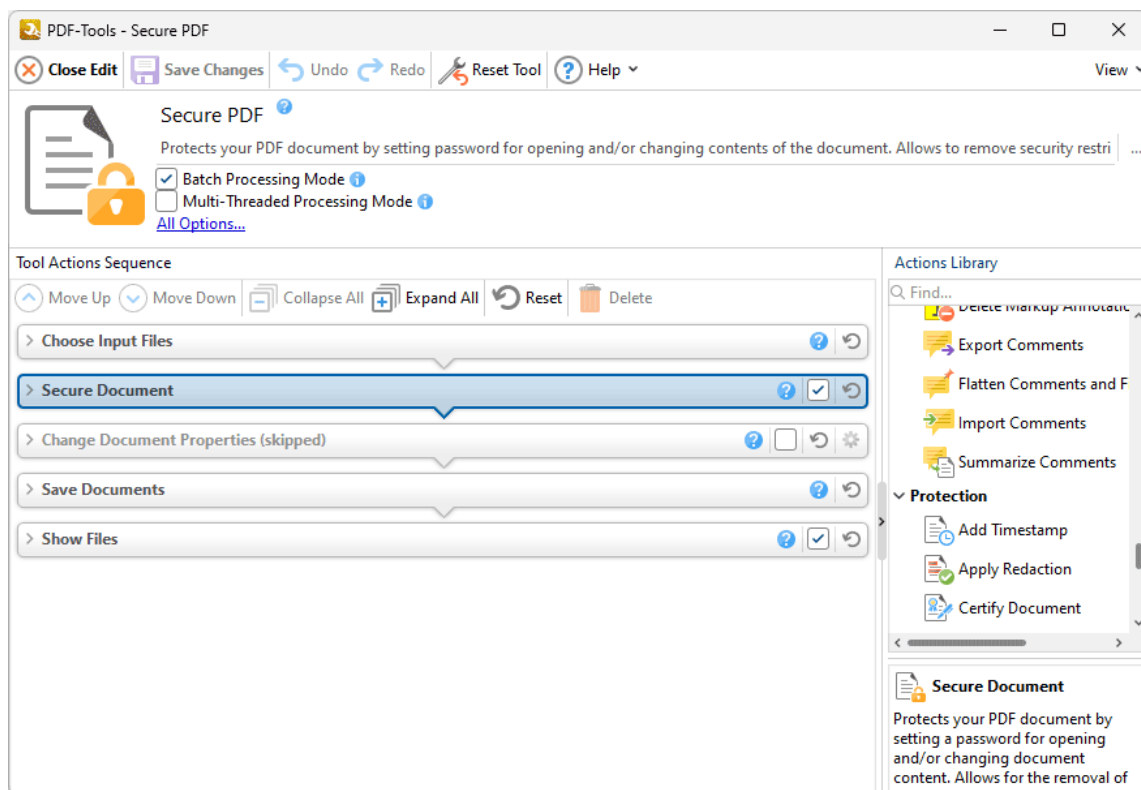 PDF-Tools - Secure PDF
Close Edit Save Changes Undo Redo Reset Tool ? Help View
Secure PDF ?
Protects your PDF document by setting password for opening and/or changing contents of the document. Allows to remove security restri ...
Batch Processing Mode i
Multi-Threaded Processing Mode i
All Options...
Tool Actions Sequence
Move Up Move Down Collapse All Expand All Reset Delete
Choose Input Files ?
Secure Document ?
Change Document Properties (skipped) ?
Save Documents ?
Show Files ?
Actions Library
Find...
Delete Markup Annotatic
Export Comments
Flatten Comments and F
Import Comments
Summarize Comments
Protection
Add Timestamp
Apply Redaction
Certify Document
Secure Document
Protects your PDF document by
setting a password for opening
and/or changing document
content. Allows for the removal of